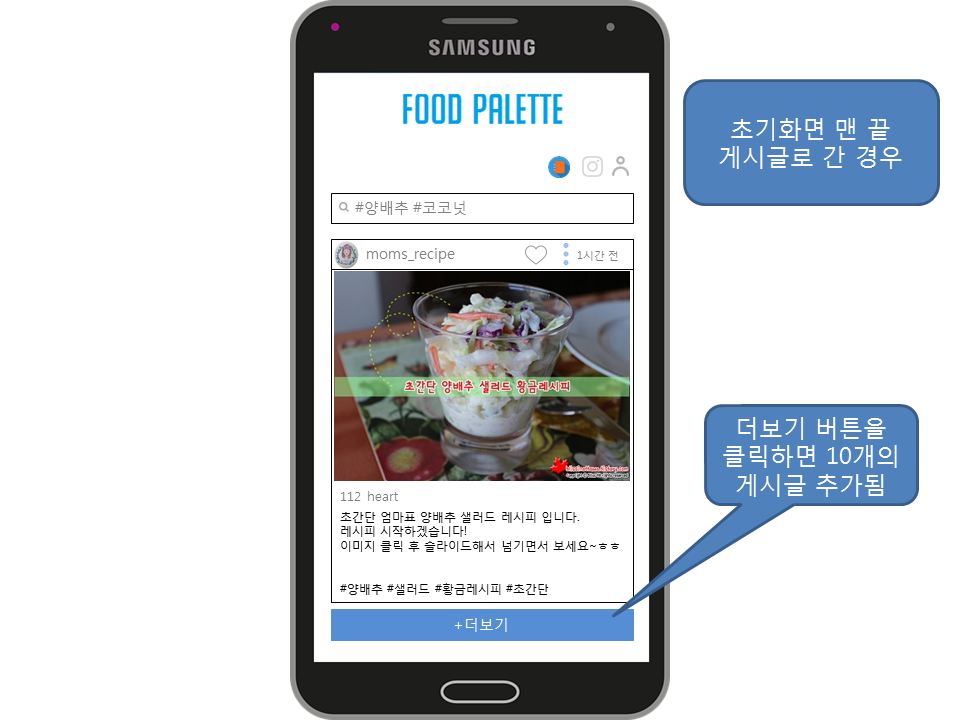 SAMSUNG
FOOD PALETTE
초기화면 맨 끝
게시글로 간 경우
#양배추 #코코넛
moms_recipe
1시간 전
초간단 양배추 샐러드 황금레시피
112 heart
초간단 엄마표 양배추 샐러드 레시피 입니다.
레시피 시작하겠습니다!
이미지 클릭 후 슬라이드해서 넘기면서 보세요~ㅎㅎ
#양배추 #샐러드 #황금레시피 #초간단
+더보기
더보기 버튼을
클릭하면 10개의
게시글 추가됨